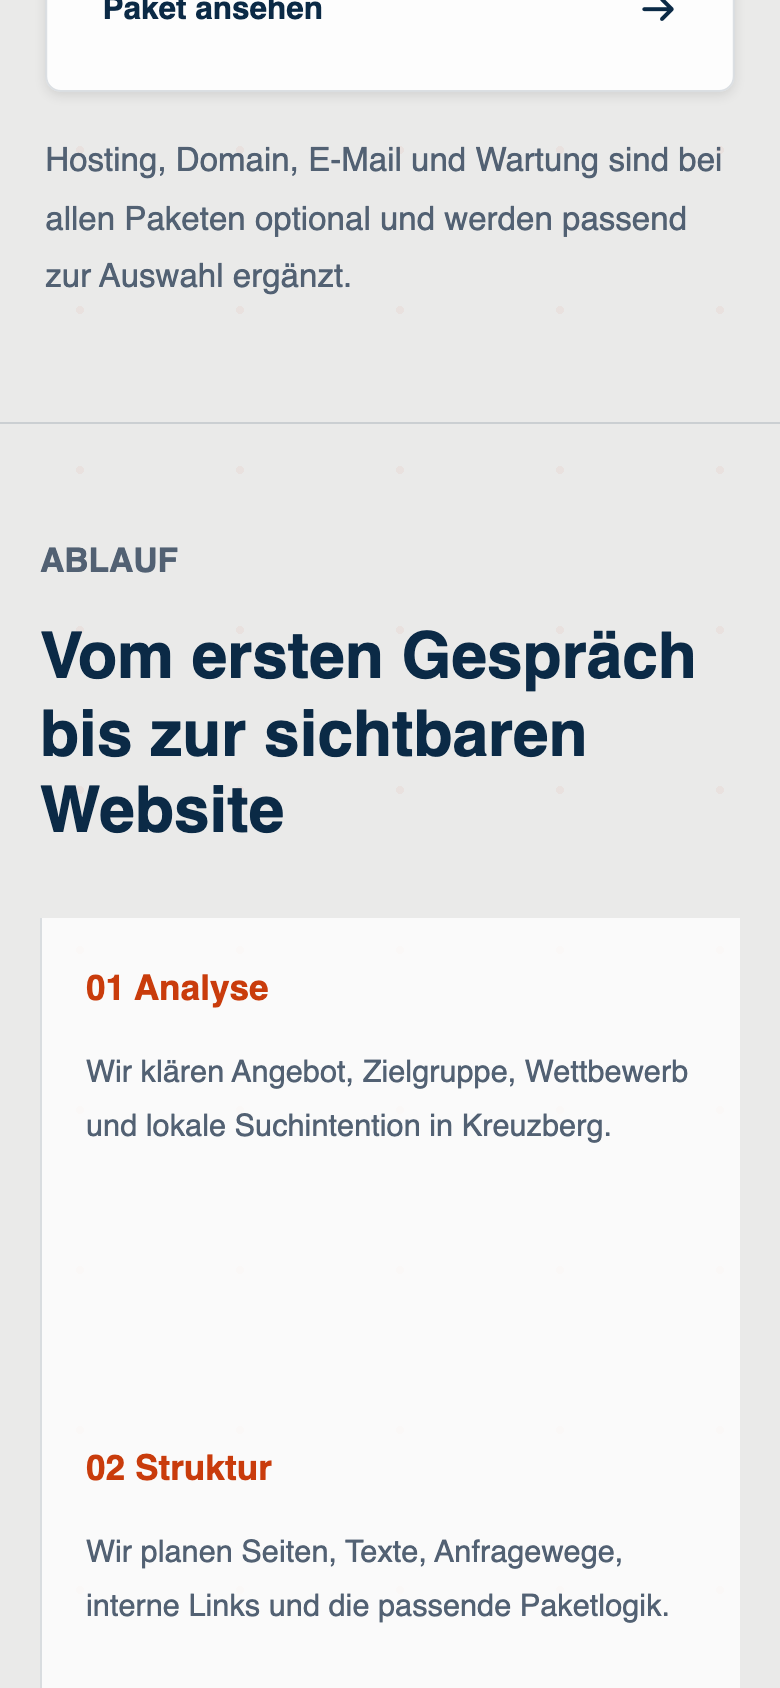 Paket ansehen
Hosting, Domain, E-Mail und Wartung sind bei
allen Paketen optional und werden passend
zur Auswahl ergänzt.
ABLAUF
Vom ersten Gespräch
bis zur sichtbaren
Website
01 Analyse
Wir klären Angebot, Zielgruppe, Wettbewerb
und lokale Suchintention in Kreuzberg.
02 Struktur
Wir planen Seiten, Texte, Anfragewege,
interne Links und die passende Paketlogik.